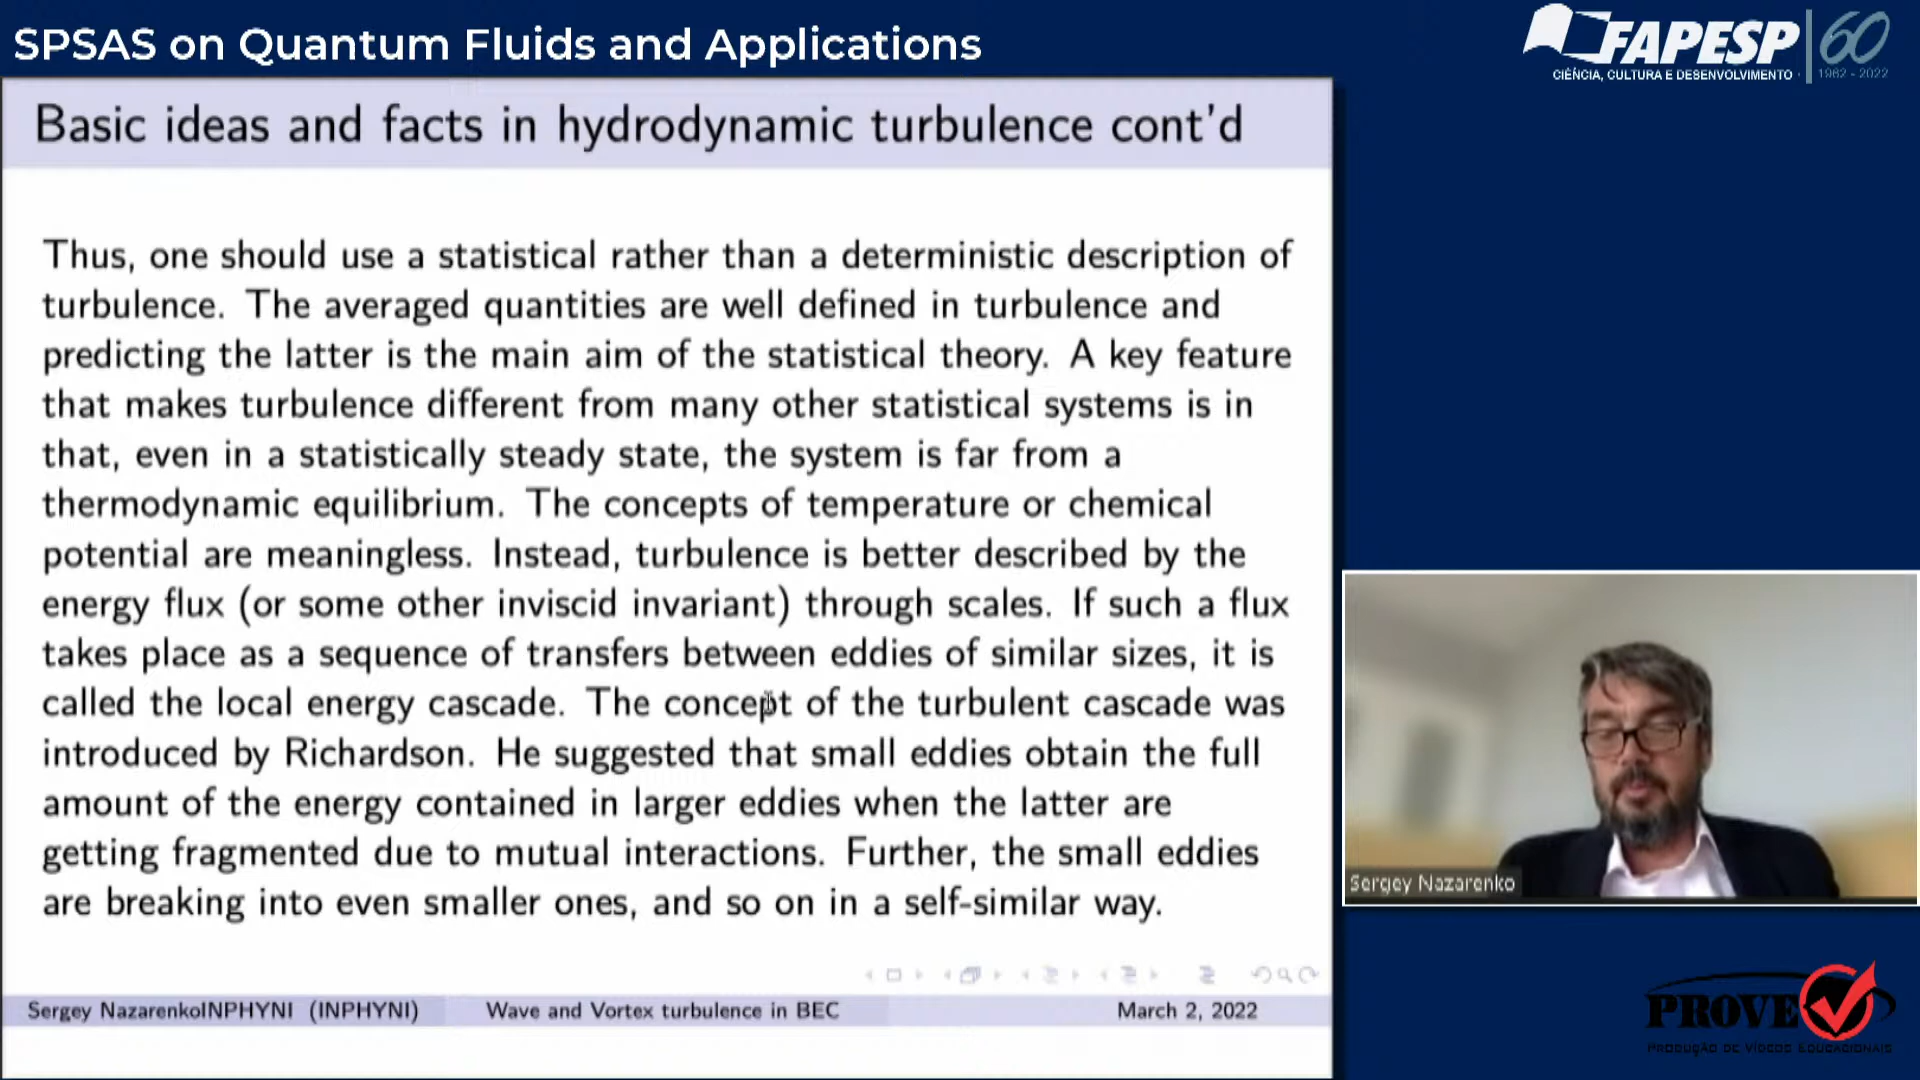 SPSAS on Quantum Fluids and Applications
FAPESP 60
CIÊNCIA, CULTURA E DESENVOLVIMENTO 1962 - 2022
Basic ideas and facts in hydrodynamic turbulence cont'd
Thus, one should use a statistical rather than a deterministic description of
turbulence. The averaged quantities are well defined in turbulence and
predicting the latter is the main aim of the statistical theory. A key feature
that makes turbulence different from many other statistical systems is in
that, even in a statistically steady state, the system is far from a
thermodynamic equilibrium. The concepts of temperature or chemical
potential are meaningless. Instead, turbulence is better described by the
energy flux (or some other inviscid invariant) through scales. If such a flux
takes place as a sequence of transfers between eddies of similar sizes, it is
called the local energy cascade. The concept of the turbulent cascade was
introduced by Richardson. He suggested that small eddies obtain the full
amount of the energy contained in larger eddies when the latter are
getting fragmented due to mutual interactions. Further, the small eddies
are breaking into even smaller ones, and so on in a self-similar way.
Sergey NazarenkoINPHYNI (INPHYNI) Wave and Vortex turbulence in BEC March 2, 2022
Sergey Nazarenko
PROVE
PRODUÇÃO DE VÍDEOS EDUCACIONAIS